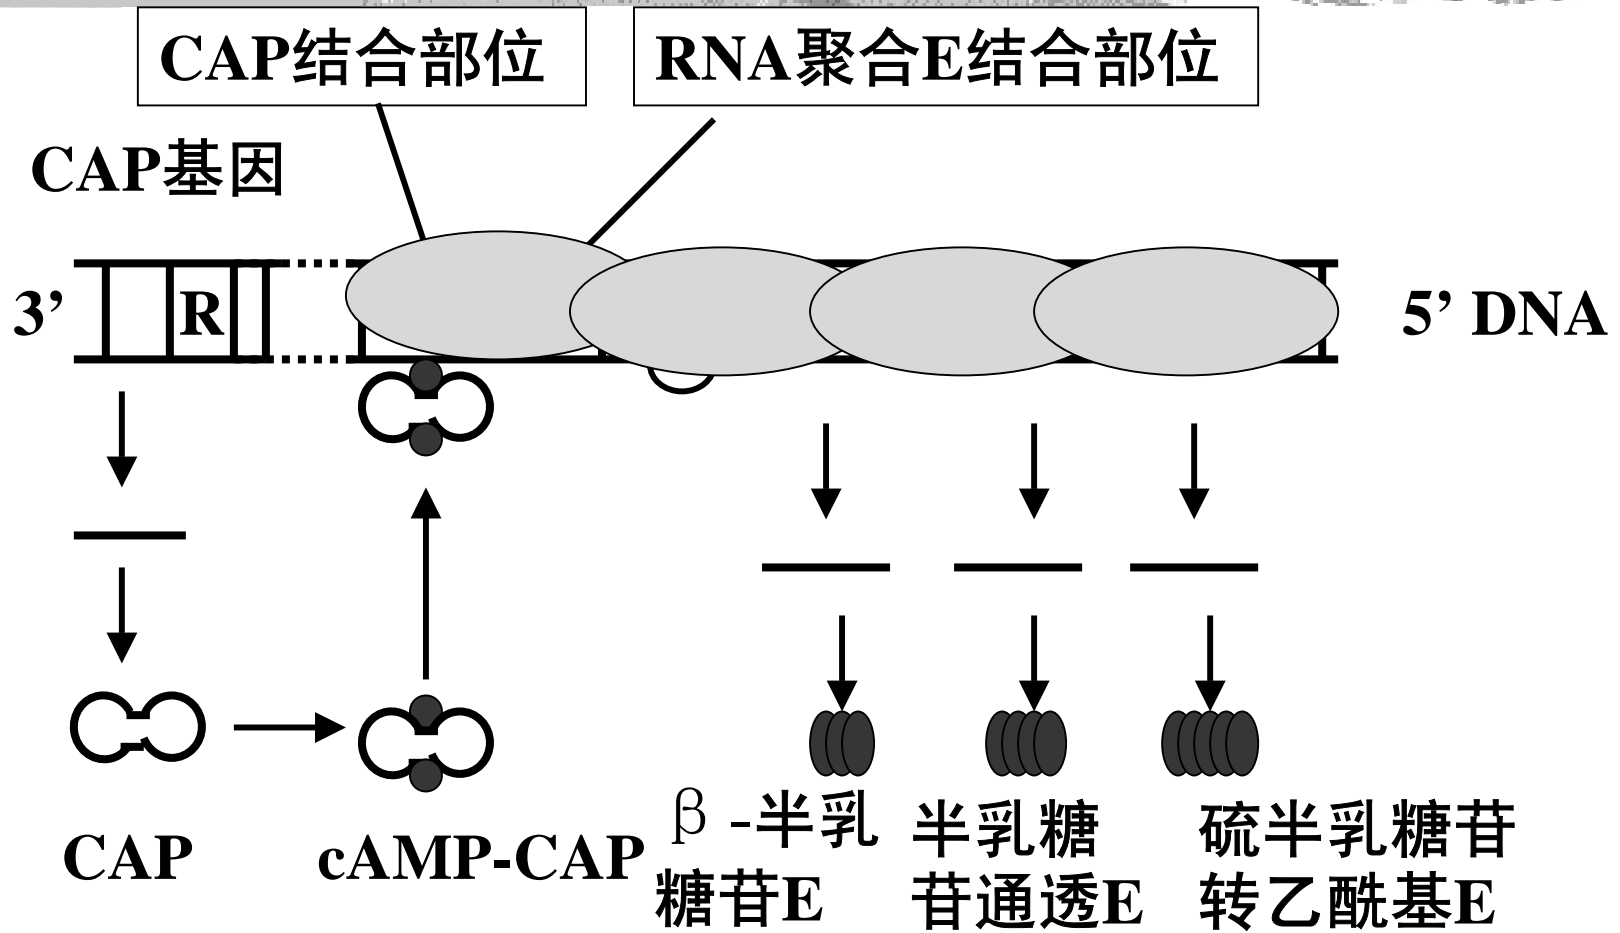 CAP结合部位
RNA聚合E结合部位
CAP基因
3’
R
5’ DNA
CAP
cAMP-CAP
β-半乳
糖苷E
半乳糖
苷通透E
硫半乳糖苷
转乙酰基E